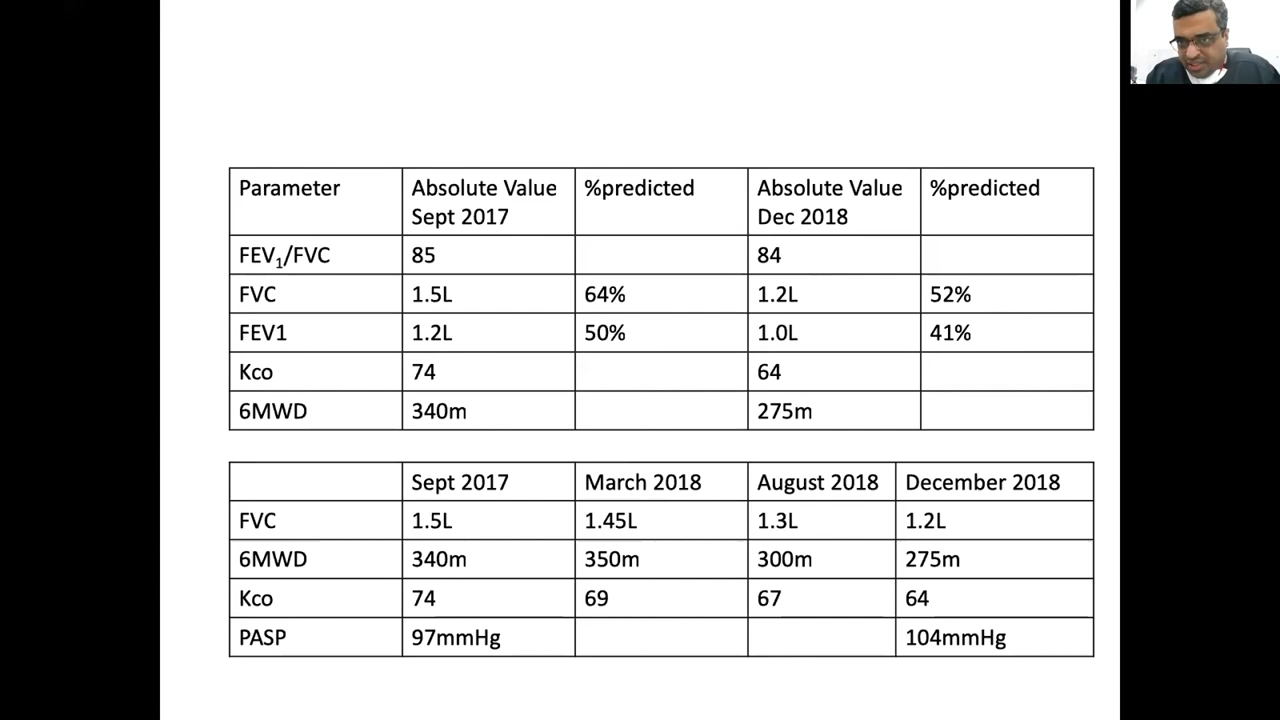 Parameter Absolute Value %predicted Absolute Value %predicted
Sept 2017 Dec 2018
FEV1/FVC 85 84
FVC 1.5L 64% 1.2L 52%
FEV1 1.2L 50% 1.0L 41%
Kco 74 64
6MWD 340m 275m
Sept 2017 March 2018 August 2018 December 2018
FVC 1.5L 1.45L 1.3L 1.2L
6MWD 340m 350m 300m 275m
Kco 74 69 67 64
PASP 97mmHg 104mmHg